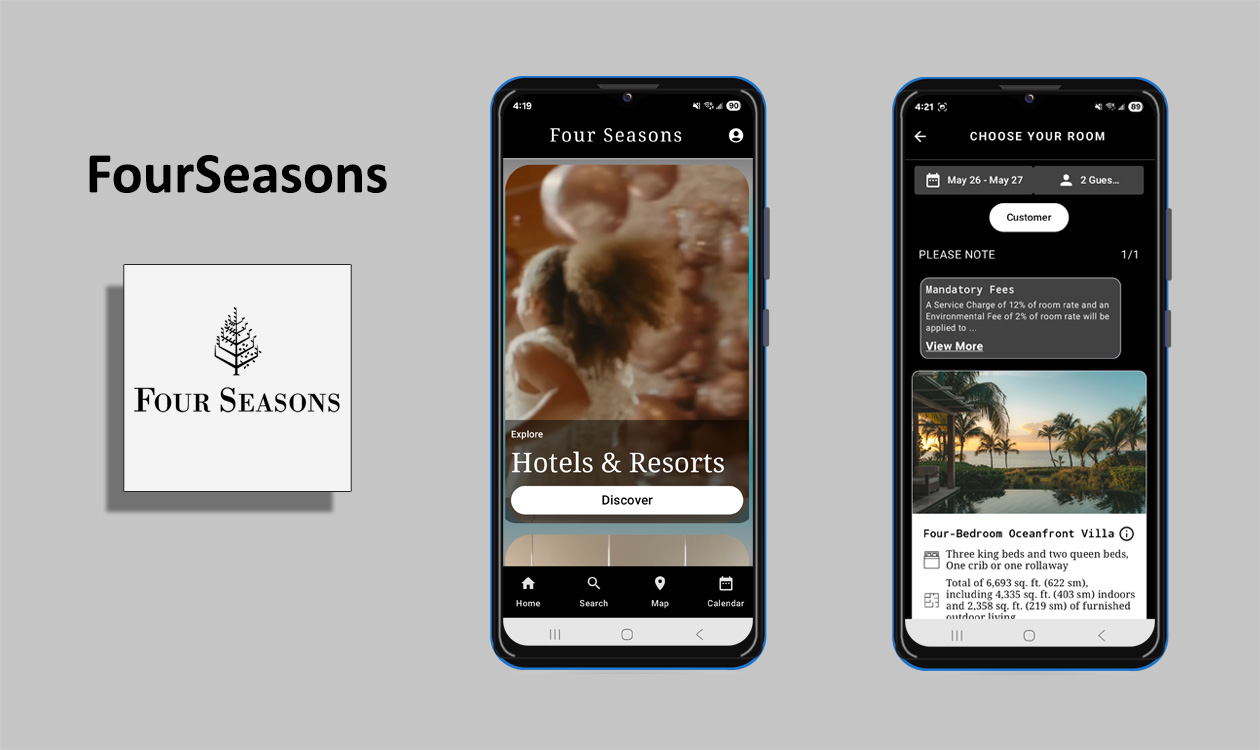 FourSeasons
FOUR SEASONS
4:19
90
Four Seasons
Explore
Hotels & Resorts
Discover
Home
Search
Map
Calendar
4:21
89
CHOOSE YOUR ROOM
May 26 - May 27
2 Gues...
Customer
PLEASE NOTE
1/1
Mandatory Fees
A Service Charge of 12% of room rate and an
Environmental Fee of 2% of room rate will be
applied to ...
View More
Four-Bedroom Oceanfront Villa
Three king beds and two queen beds,
One crib or one rollaway
Total of 6,693 sq. ft. (622 sm),
including 4,335 sq. ft. (403 sm) indoors
and 2,358 sq. ft. (219 sm) of furnished
outdoor living